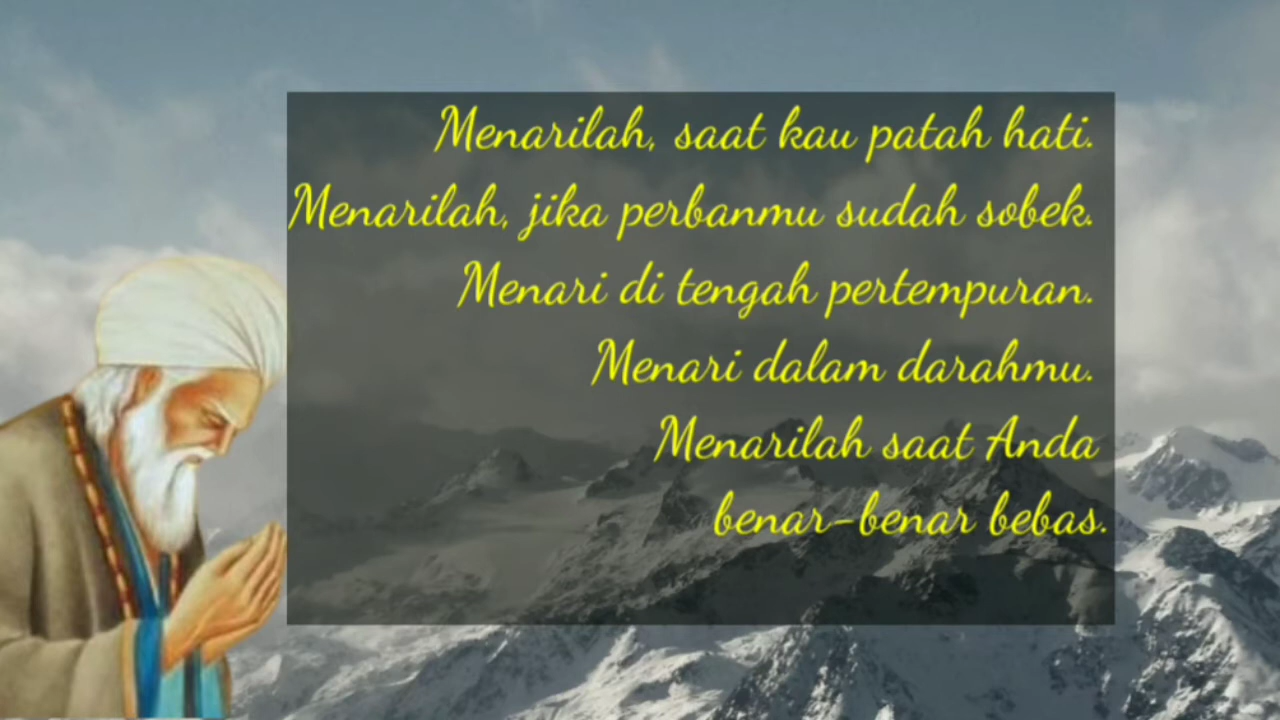 Menarilah, saat kau patah hati.
Menarilah, jika perbanmu sudah sobek.
Menari di tengah pertempuran.
Menari dalam darahmu.
Menarilah saat Anda
benar-benar bebas.